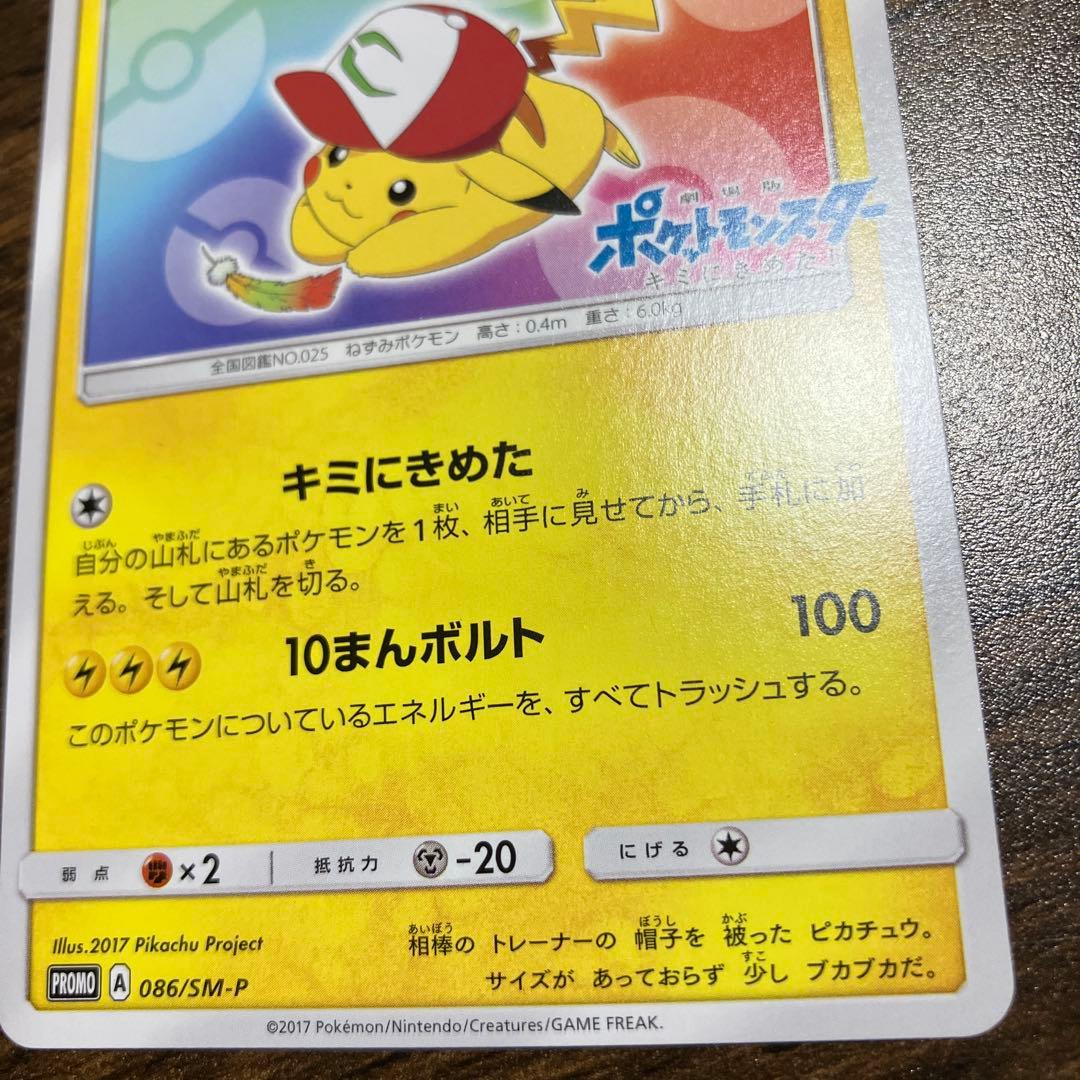 劇場版
ポケットモンスター
キミにきめた!
全国図鑑NO.025 ねずみポケモン 高さ:0.4m 重さ:6.0kg
キミにきめた
自分の山札にあるポケモンを1枚、相手に見せてから、手札に加
える。そして山札を切る。
10まんボルト 100
このポケモンについているエネルギーを、すべてトラッシュする。
弱点 ×2 抵抗力 -20 にげる
Illus.2017 Pikachu Project
相棒の トレーナーの 帽子を 被った ピカチュウ。
サイズが あっておらず 少し ブカブカだ。
PROMO A 086/SM-P
©2017 Pokémon/Nintendo/Creatures/GAME FREAK.